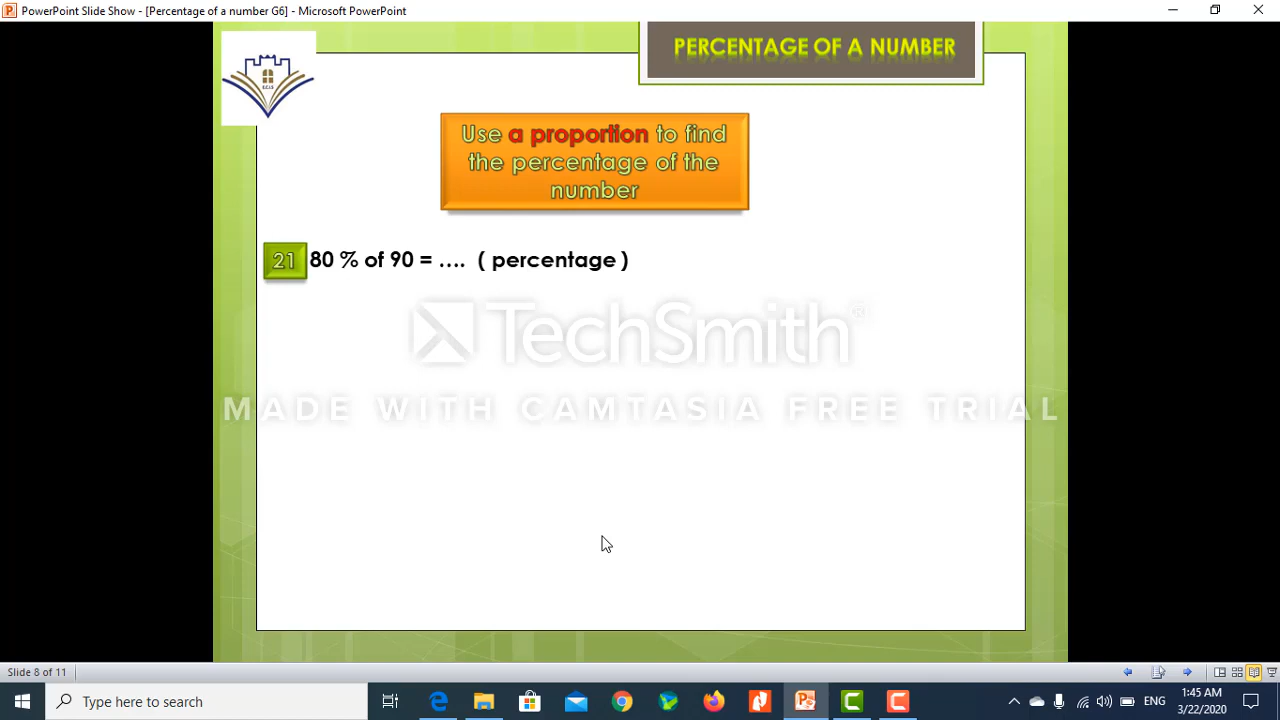 PowerPoint Slide Show - [Percentage of a number G6] - Microsoft PowerPoint
PERCENTAGE OF A NUMBER
Use a proportion to find
the percentage of the
number
21 80 % of 90 = …. ( percentage )
TechSmith®
MADE WITH CAMTASIA FREE TRIAL
Slide 8 of 11
Type here to search
ENG
1:45 AM
3/22/2020